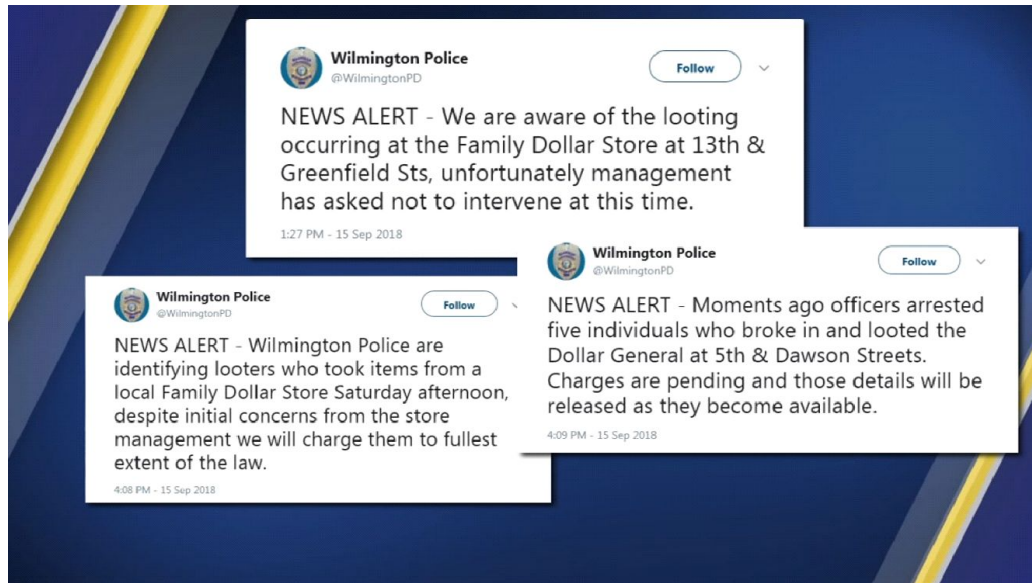 Wilmington Police
@WilmingtonPD
Follow
NEWS ALERT - We are aware of the looting
occurring at the Family Dollar Store at 13th &
Greenfield Sts, unfortunately management
has asked not to intervene at this time.
1:27 PM - 15 Sep 2018
Wilmington Police
@WilmingtonPD
Follow
NEWS ALERT - Wilmington Police are
identifying looters who took items from a
local Family Dollar Store Saturday afternoon,
despite initial concerns from the store
management we will charge them to fullest
extent of the law.
4:08 PM - 15 Sep 2018
Wilmington Police
@WilmingtonPD
Follow
NEWS ALERT - Moments ago officers arrested
five individuals who broke in and looted the
Dollar General at 5th & Dawson Streets.
Charges are pending and those details will be
released as they become available.
4:09 PM - 15 Sep 2018